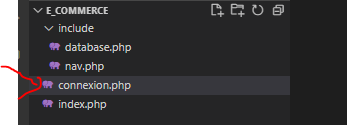 E_COMMERCE
include
database.php
nav.php
connexion.php
index.php